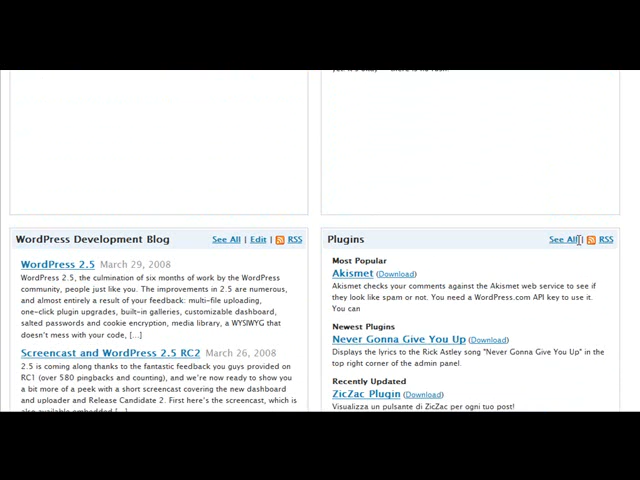 WordPress Development Blog See All | Edit | RSS
WordPress 2.5 March 29, 2008
WordPress 2.5, the culmination of six months of work by the WordPress
community, people just like you. The improvements in 2.5 are numerous,
and almost entirely a result of your feedback: multi-file uploading,
one-click plugin upgrades, built-in galleries, customizable dashboard,
salted passwords and cookie encryption, media library, a WYSIWYG that
doesn't mess with your code, [...]
Screencast and WordPress 2.5 RC2 March 26, 2008
2.5 is coming along thanks to the fantastic feedback you guys provided on
RC1 (over 580 pingbacks and counting), and we're now ready to show you
a bit more of a peek with a short screencast covering the new dashboard
and uploader and Release Candidate 2. First here's the screencast, which is
also available embedded [...]
Plugins See All | RSS
Most Popular
Akismet (Download)
Akismet checks your comments against the Akismet web service to see if
they look like spam or not. You need a WordPress.com API key to use it.
You can
Newest Plugins
Never Gonna Give You Up (Download)
Displays the lyrics to the Rick Astley song "Never Gonna Give You Up" in the
top right corner of the admin panel.
Recently Updated
ZicZac Plugin (Download)
Visualizza un pulsante di ZicZac per ogni tuo post!